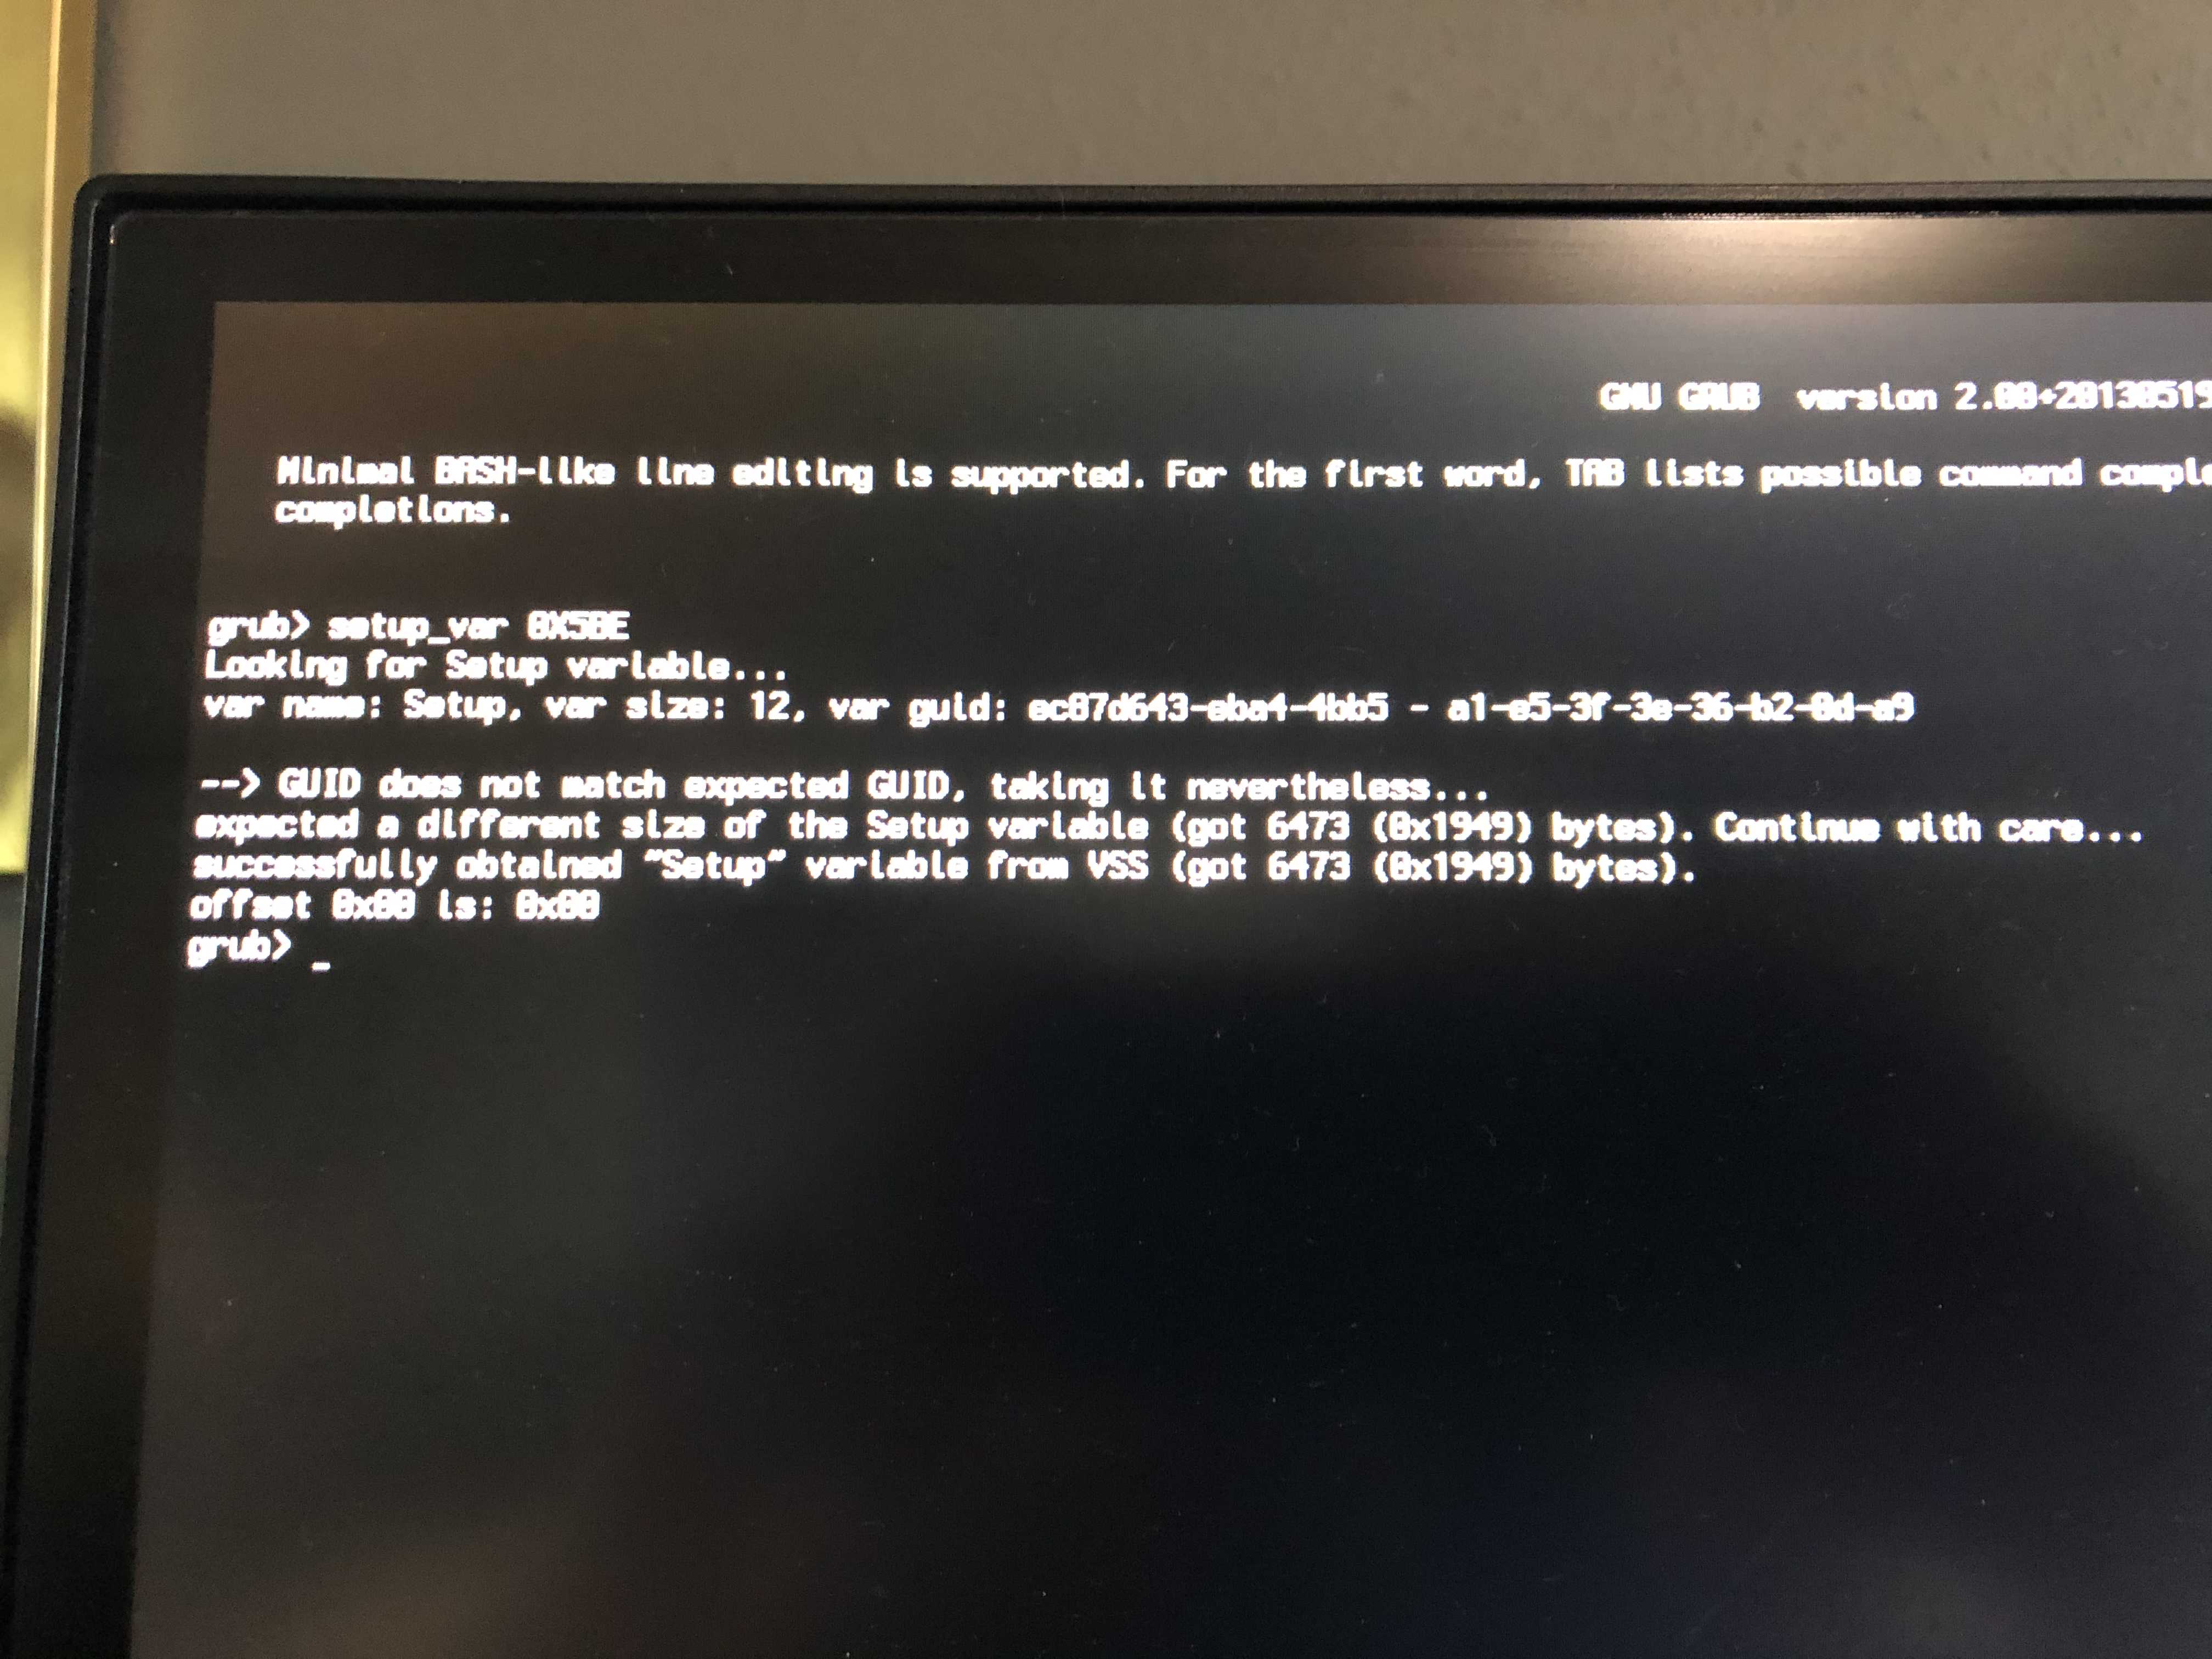 GNU GRUB version 2.00+20130519
Minimal BASH-like line editing is supported. For the first word, TAB lists possible command comple
completions.
grub> setup_var 0X5BE
Looking for Setup variable...
var name: Setup, var size: 12, var guid: ec87d643-eba4-4bb5 - a1-e5-3f-3e-36-b2-0d-a9
--> GUID does not match expected GUID, taking it nevertheless...
expected a different size of the Setup variable (got 6473 (0x1949) bytes). Continue with care...
successfully obtained "Setup" variable from VSS (got 6473 (0x1949) bytes).
offset 0x00 is: 0x00
grub> _